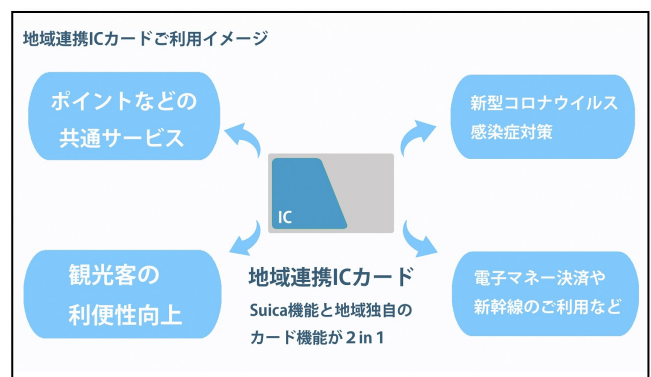 地域連携ICカードご利用イメージ
ポイントなどの
共通サービス
新型コロナウイルス
感染症対策
IC
観光客の
利便性向上
地域連携ICカード
Suica機能と地域独自の
カード機能が2in1
電子マネー決済や
新幹線のご利用など